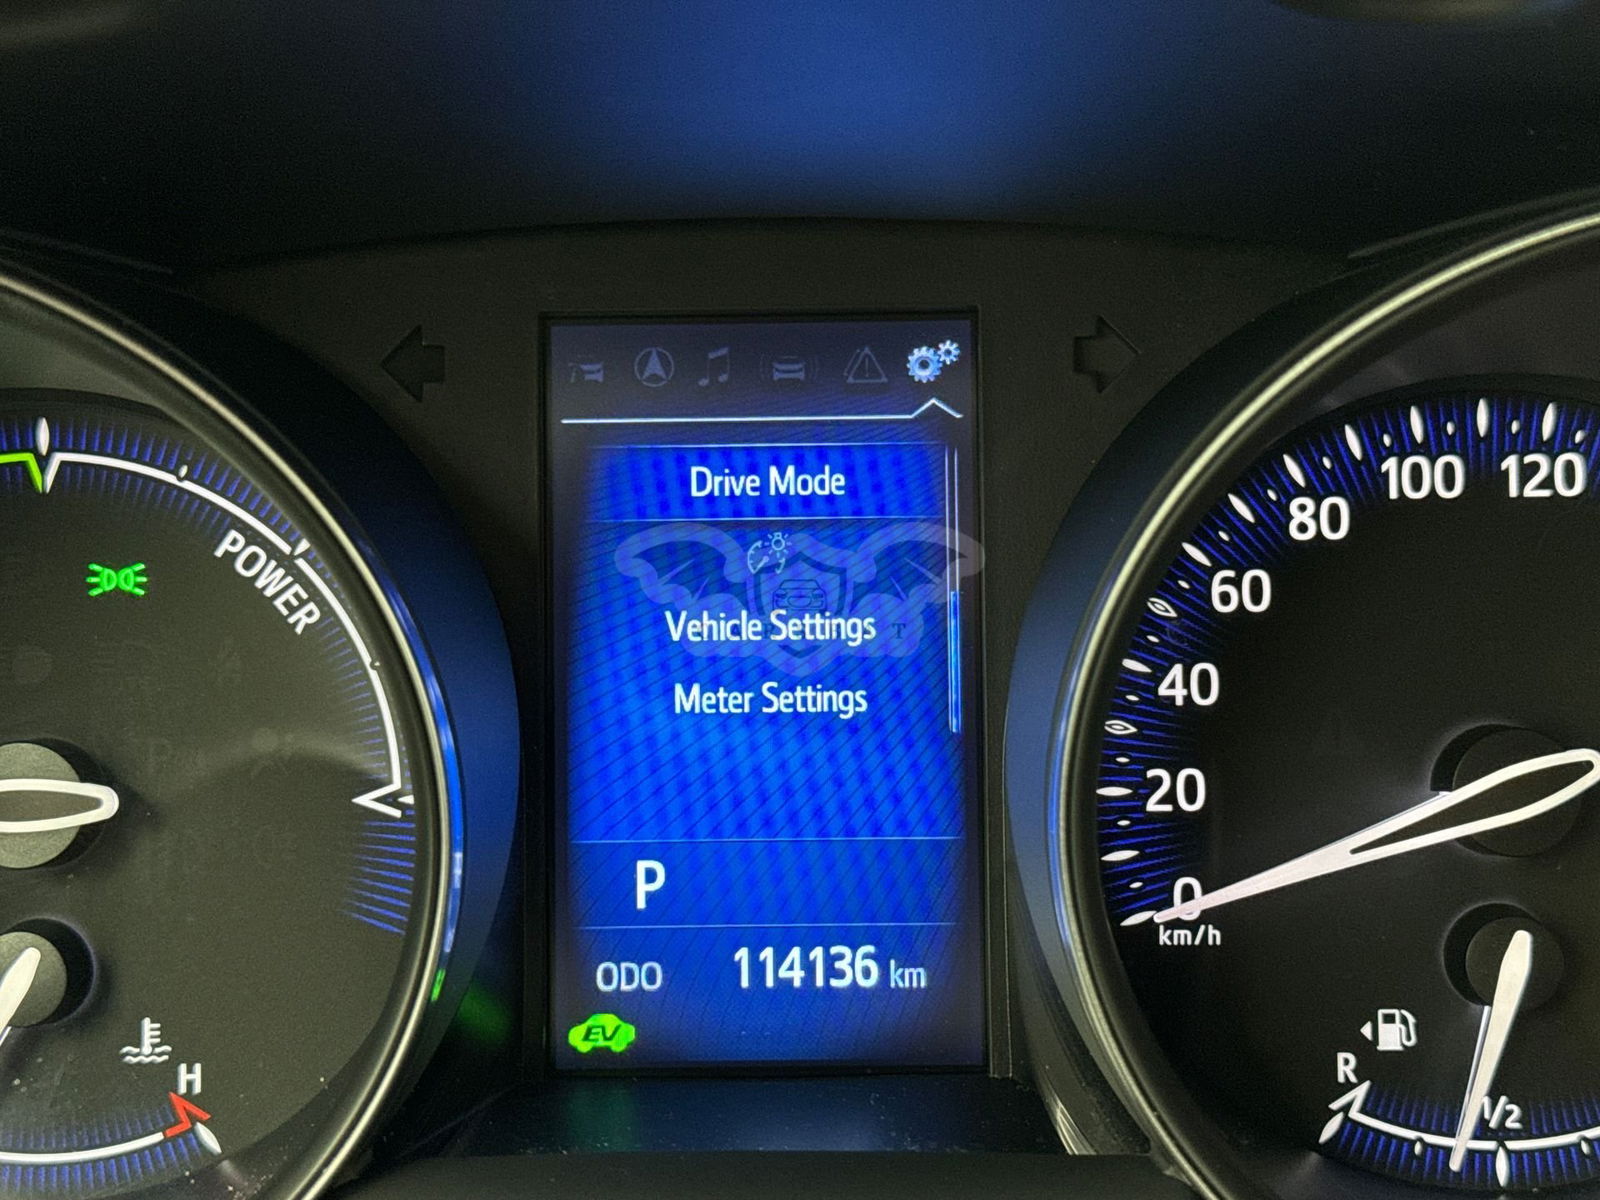 Drive Mode
Vehicle Settings
Meter Settings
P
ODO 114136 km
EV
POWER
H
0
20
40
60
80
100
120
km/h
R
1/2